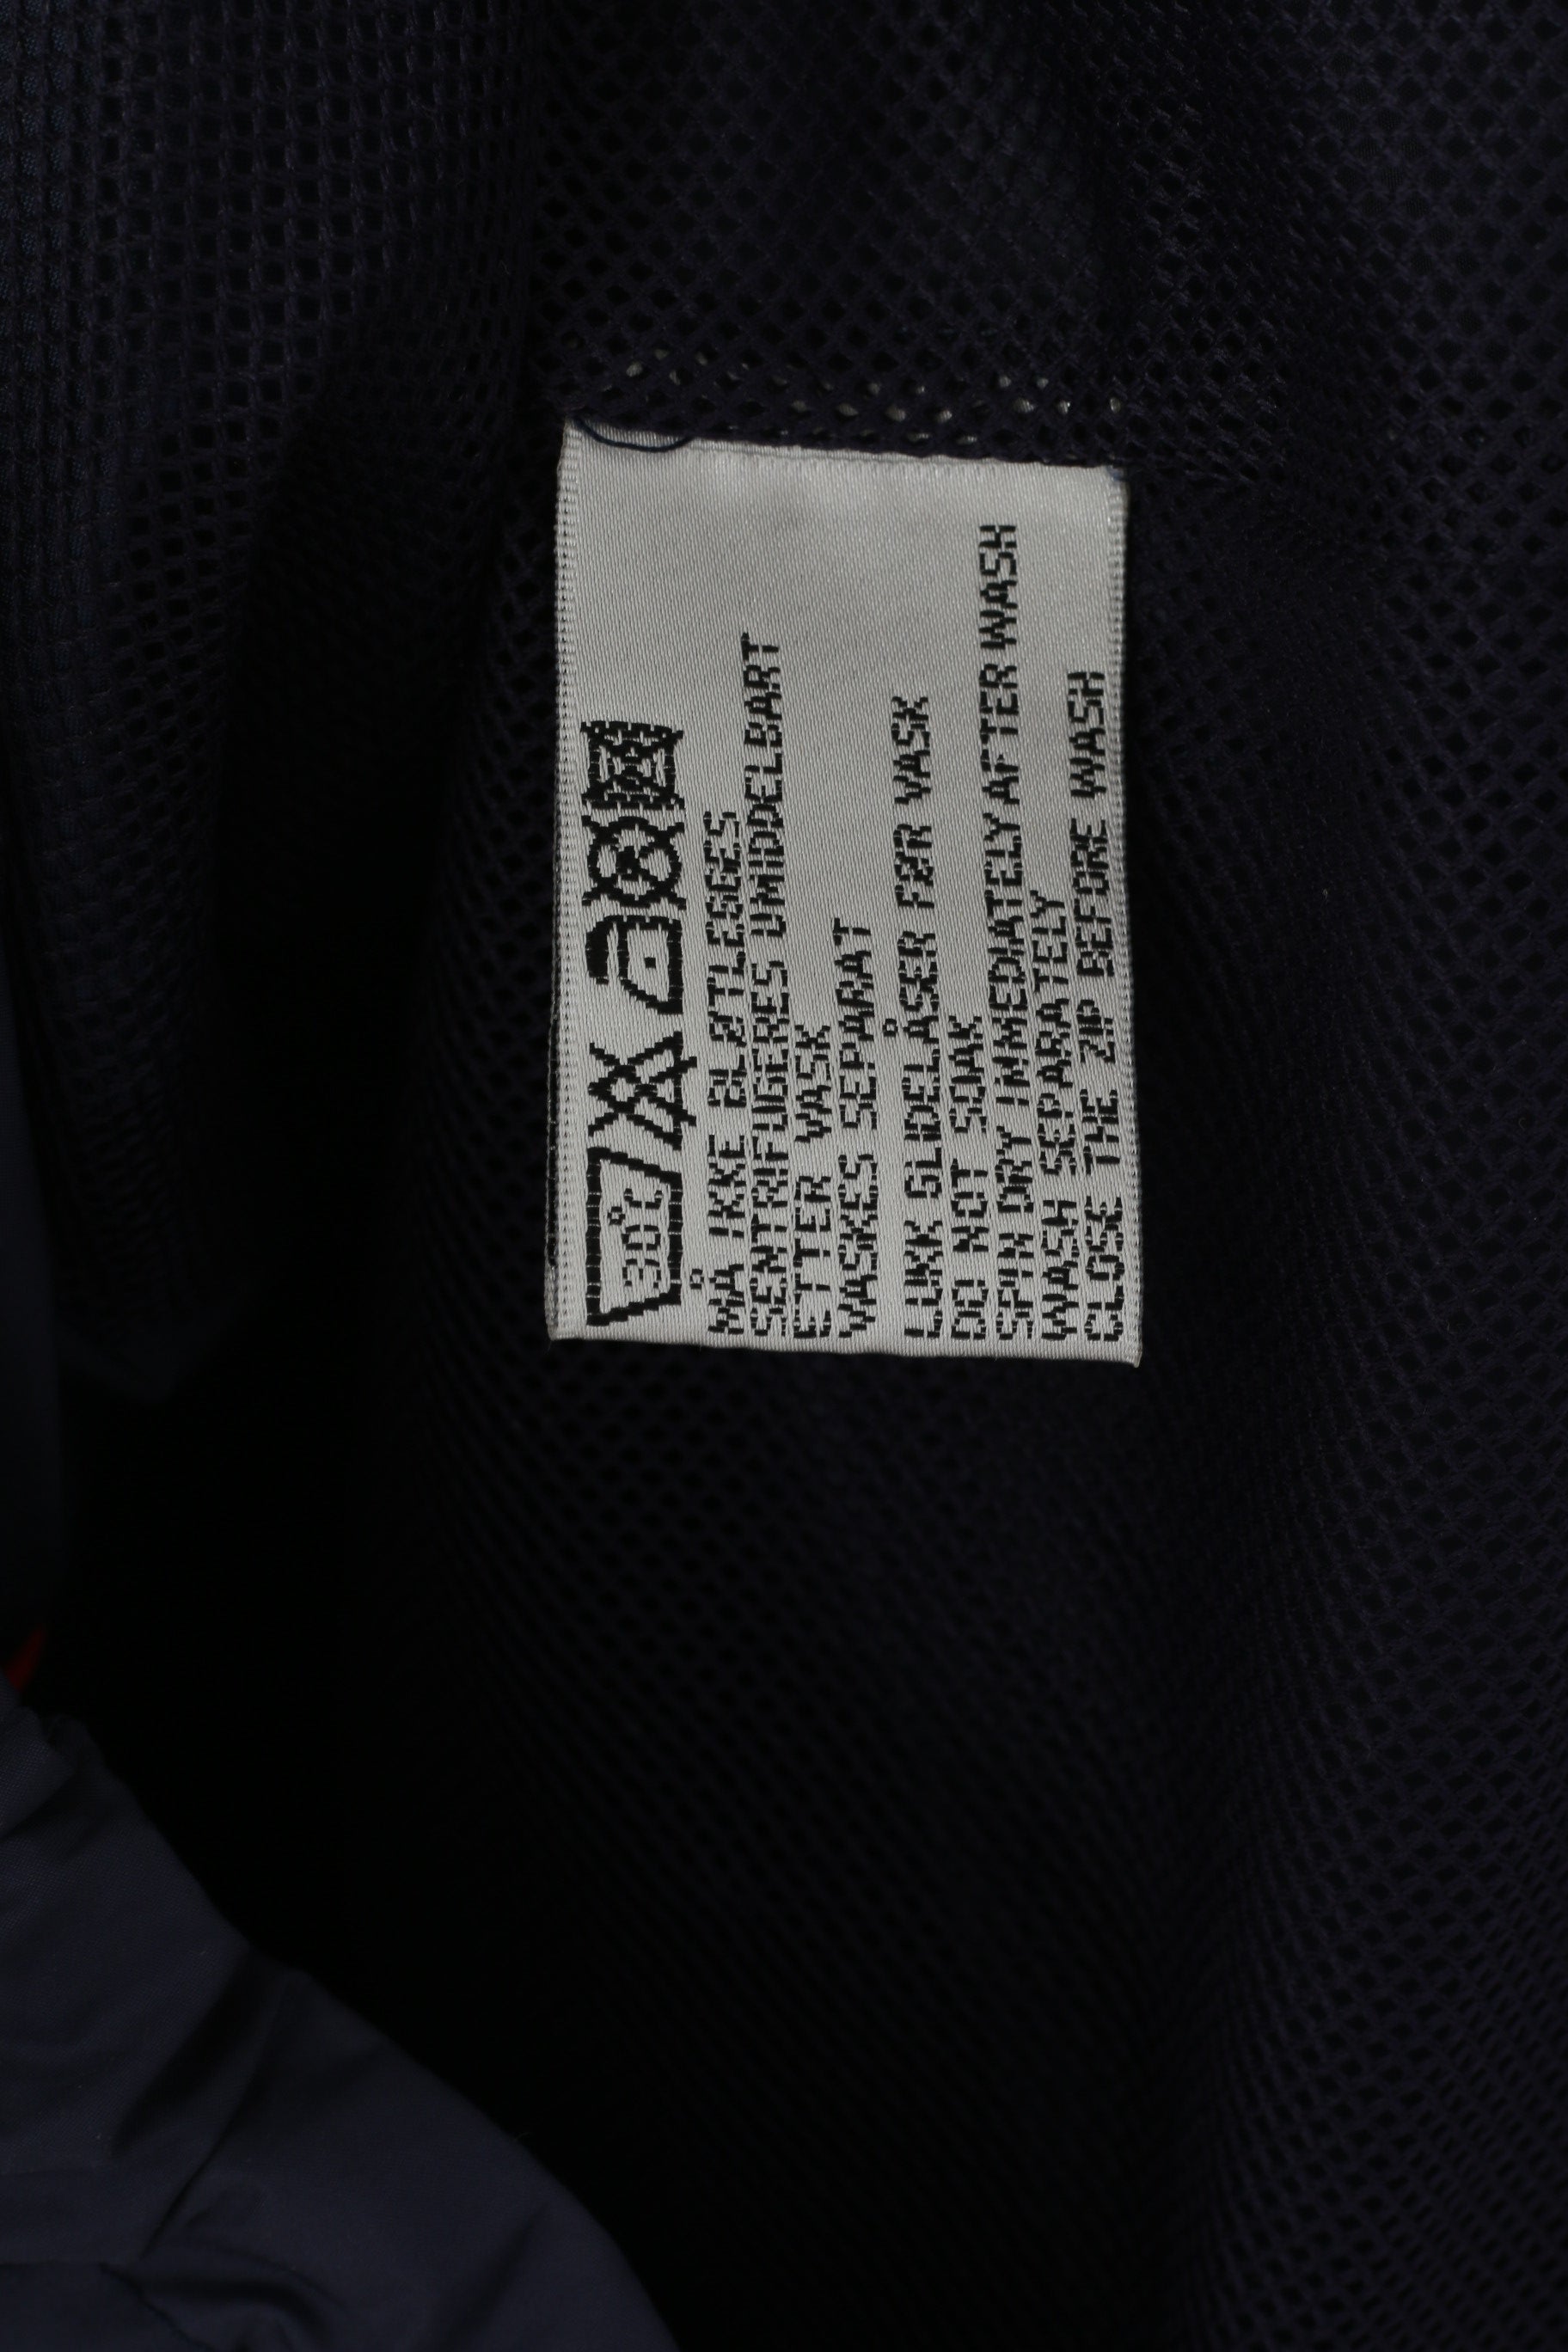 30°C
MÅ IKKE BLØTLEGGES
SENTRIFUGERES UMIDDELBART
ETTER VASK
VASKES SEPARAT
LUKK GLIDELÅSER FØR VASK
DO NOT SOAK
SPIN DRY IMMEDIATELY AFTER WASH
WASH SEPARATELY
CLOSE THE ZIP BEFORE WASH